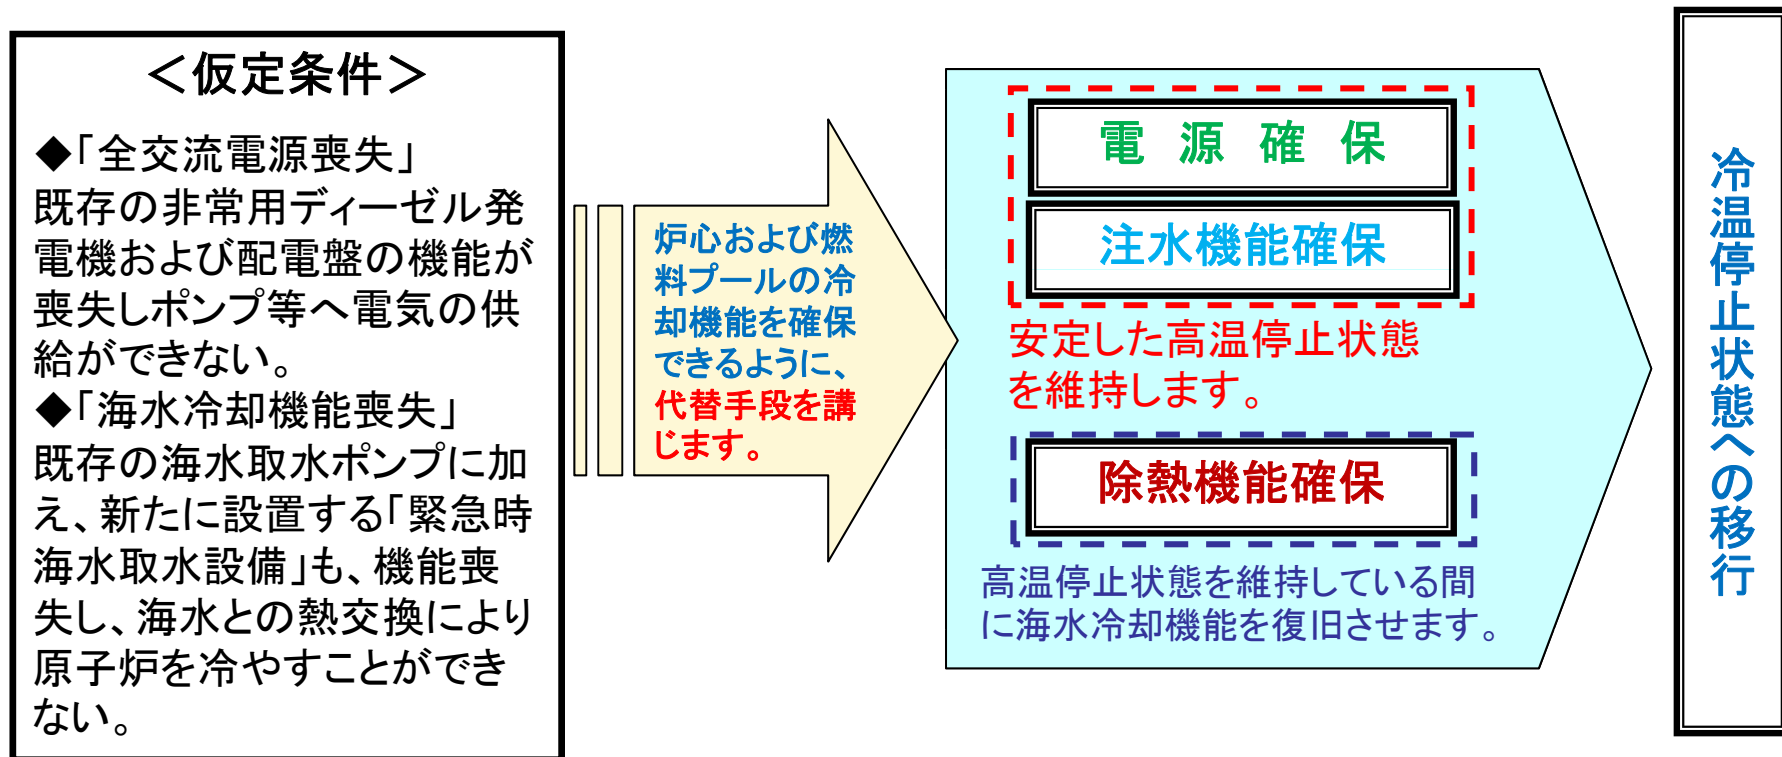 ＜仮定条件＞
◆「全交流電源喪失」
既存の非常用ディーゼル発
電機および配電盤の機能が
喪失しポンプ等へ電気の供
給ができない。
◆「海水冷却機能喪失」
既存の海水取水ポンプに加
え、新たに設置する「緊急時
海水取水設備」も、機能喪
失し、海水との熱交換により
原子炉を冷やすことができ
ない。
炉心および燃
料プールの冷
却機能を確保
できるように、
代替手段を講
じます。
電源確保
注水機能確保
安定した高温停止状態
を維持します。
除熱機能確保
高温停止状態を維持している間
に海水冷却機能を復旧させます。
冷温停止状態への移行